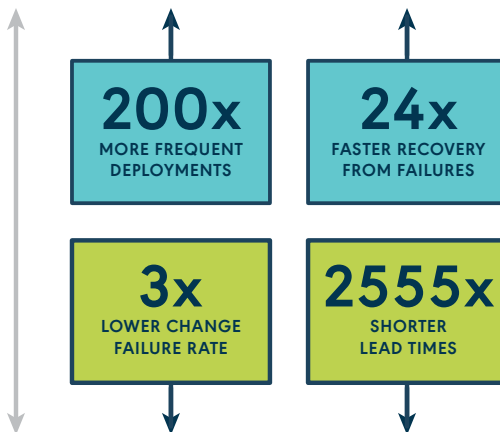 200x
MORE FREQUENT
DEPLOYMENTS
24x
FASTER RECOVERY
FROM FAILURES
3x
LOWER CHANGE
FAILURE RATE
2555x
SHORTER
LEAD TIMES